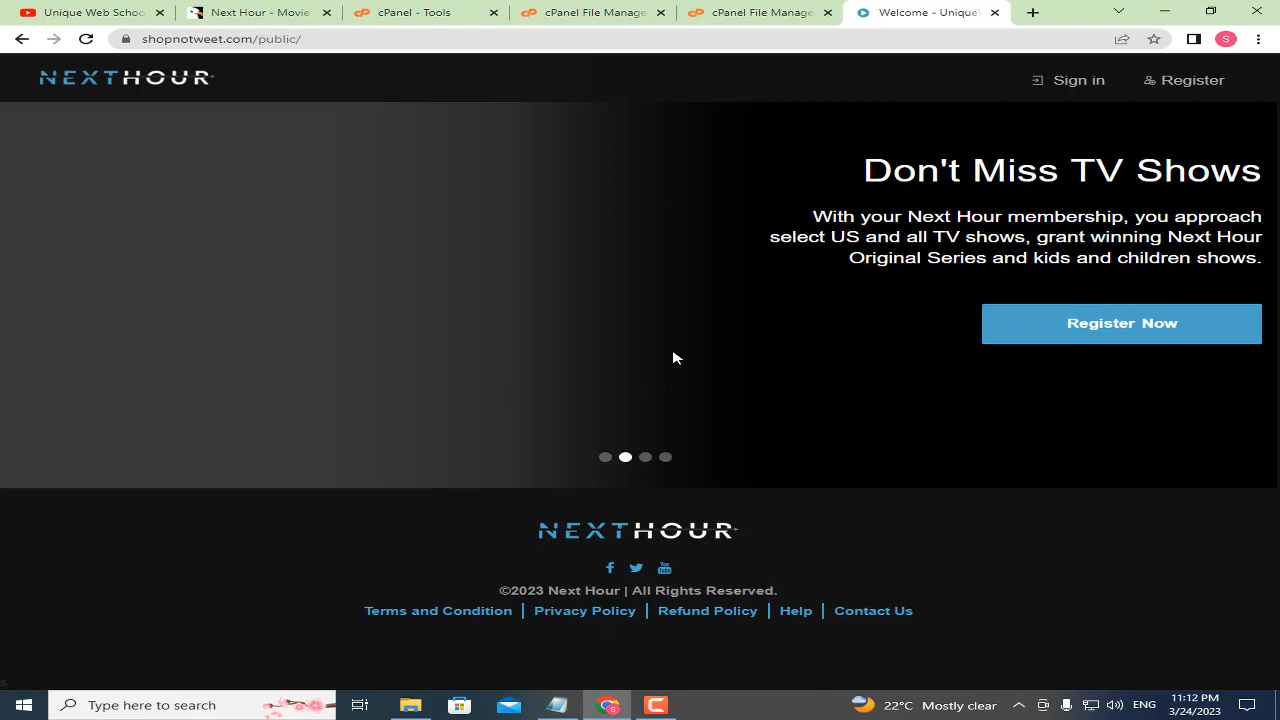 Unique Web Schoo
Next Hour - Movie
cPanel - Tools
cPanel File Manage
cPanel File Manage
Welcome - Unique
shopnotweet.com/public/
S
NEXTHOUR
Sign in
Register
Don't Miss TV Shows
With your Next Hour membership, you approach
select US and all TV shows, grant winning Next Hour
Original Series and kids and children shows.
Register Now
NEXTHOUR
You Tube
©2023 Next Hour | All Rights Reserved.
Terms and Condition | Privacy Policy | Refund Policy | Help | Contact Us
s
Type here to search
22°C Mostly clear
ENG
11:12 PM
3/24/2023